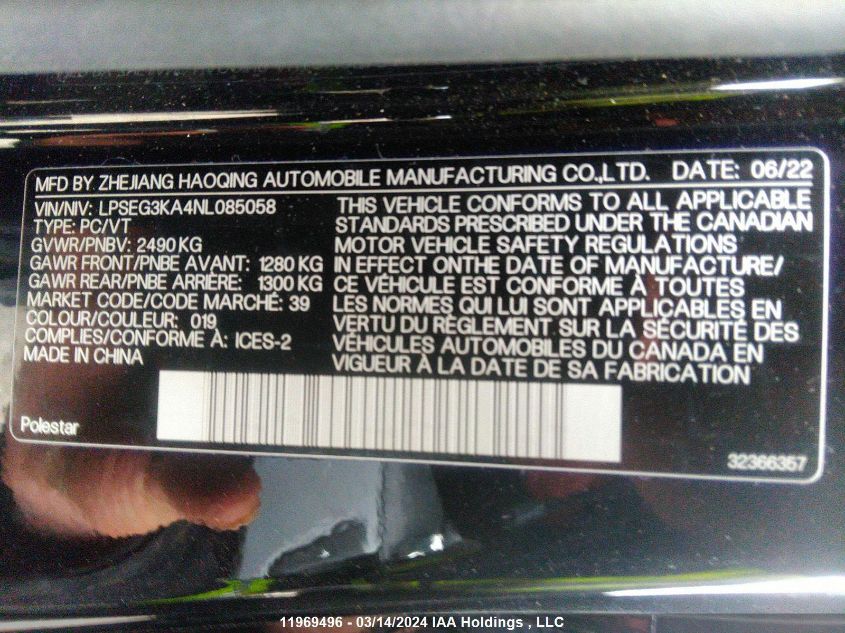 MFD BY ZHEJIANG HAOQING AUTOMOBILE MANUFACTURING CO.,LTD. DATE: 06/22
VIN/NIV: LPSEG3KA4NL085058
TYPE: PC/VT
GVWR/PNBV: 2490 KG
GAWR FRONT/PNBE AVANT: 1280 KG
GAWR REAR/PNBE ARRIÈRE: 1300 KG
MARKET CODE/CODE MARCHÉ: 39
COLOUR/COULEUR: 019
COMPLIES/CONFORME À: ICES-2
MADE IN CHINA
THIS VEHICLE CONFORMS TO ALL APPLICABLE
STANDARDS PRESCRIBED UNDER THE CANADIAN
MOTOR VEHICLE SAFETY REGULATIONS
IN EFFECT ONTHE DATE OF MANUFACTURE/
CE VÉHICULE EST CONFORME À TOUTES
LES NORMES QUI LUI SONT APPLICABLES EN
VERTU DU RÈGLEMENT SUR LA SÉCURITÉ DES
VÉHICULES AUTOMOBILES DU CANADA EN
VIGUEUR À LA DATE DE SA FABRICATION
Polestar
32366357
11969496 - 03/14/2024 IAA Holdings , LLC